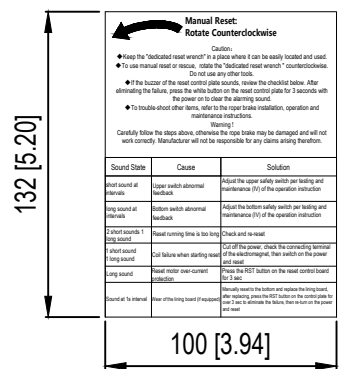 Manual Reset:
Rotate Counterclockwise
Caution:
◆Keep the "dedicated reset wrench" in a place where it can be easily located and used.
◆To use manual reset or rescue, rotate the "dedicated reset wrench " counterclockwise.
Do not use any other tools.
◆If the buzzer of the reset control plate sounds, review the checklist below. After
eliminating the failure, press the white button on the reset control plate for 3 seconds with
the power on to clear the alarming sound.
◆To trouble-shoot other items, refer to the roper brake installation, operation and
maintenance instructions.
Warning !
Carefully follow the steps above, otherwise the rope brake may be damaged and will not
work correctly. Manufacturer will not be responsible for any claims arising therefrom.
Sound State Cause Solution
short sound at
intervals
Upper switch abnormal
feedback
Adjust the upper safety switch per testing and
maintenance (IV) of the operation instruction
long sound at
intervals
Bottom switch abnormal
feedback
Adjust the bottom safety switch per testing and
maintenance (IV) of the operation instruction
2 short sounds 1
long sound
Reset running time is too long
Check and re-reset
1 short sound
1 long sound
Coil failure when starting reset
Cut off the power, check the connecting terminal
of the electromagnet, then switch on the power
and reset
Long sound
Reset motor over-current
protection
Press the RST button on the reset control board
for 3 sec
Sound at 1s interval
Wear of the lining board (if equipped)
Manually reset to the bottom and replace the lining board,
after replacing, press the RST button on the control plate for
over 3 sec to eliminate the failure, then re-turn on the power
and reset
132 [5.20]
100 [3.94]